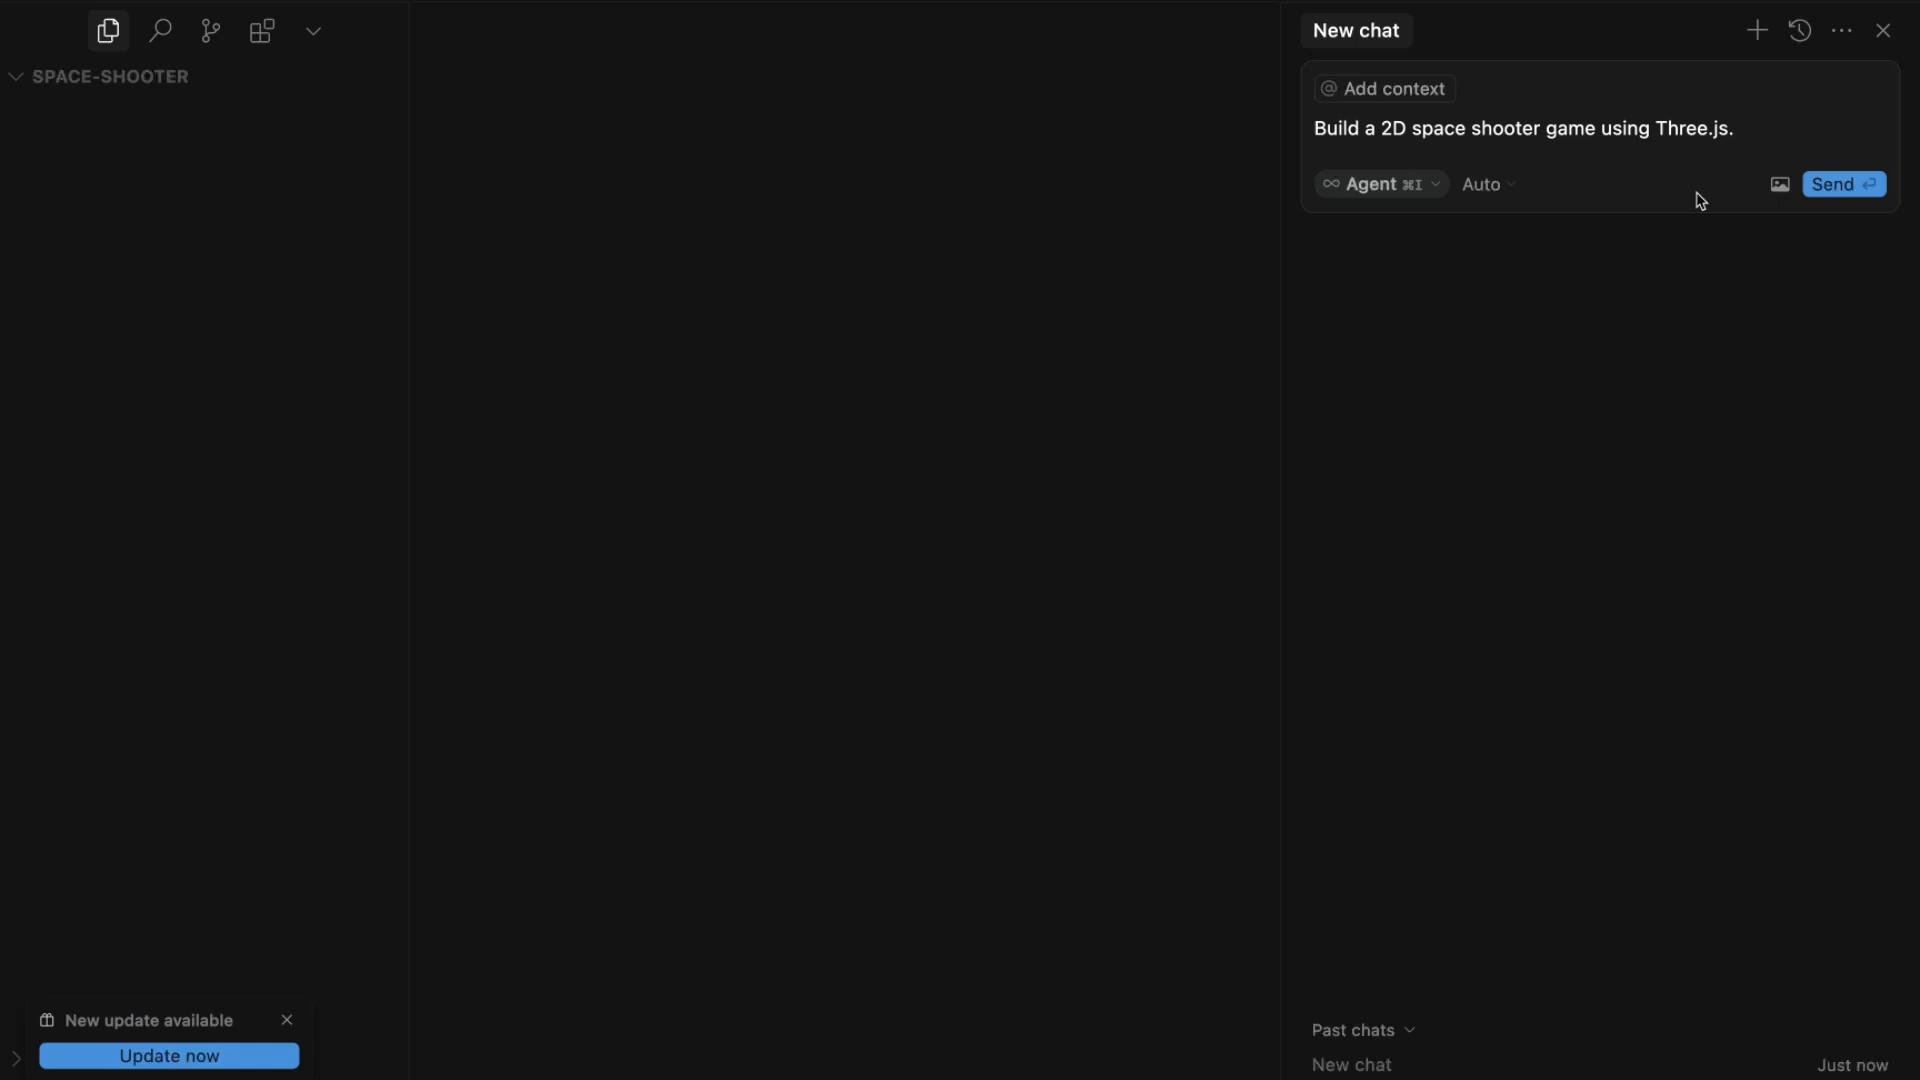 SPACE-SHOOTER
New update available
Update now
New chat
@ Add context
Build a 2D space shooter game using Three.js.
∞ Agent ⌘I
Auto
Send ⏎
Past chats
New chat
Just now